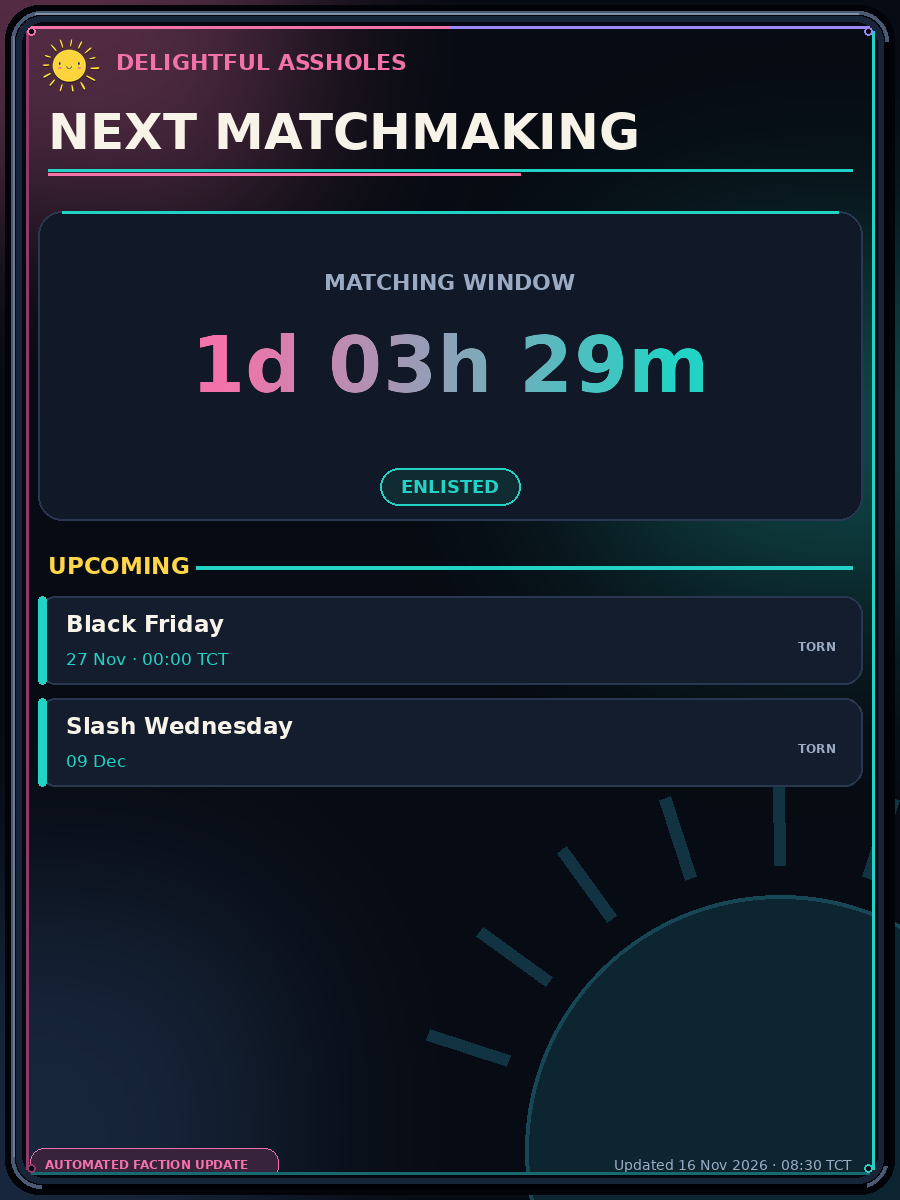 DELIGHTFUL ASSHOLES
NEXT MATCHMAKING
MATCHING WINDOW
1d 03h 29m
ENLISTED
UPCOMING
Black Friday
27 Nov · 00:00 TCT
TORN
Slash Wednesday
09 Dec
TORN
AUTOMATED FACTION UPDATE
Updated 16 Nov 2026 · 08:30 TCT